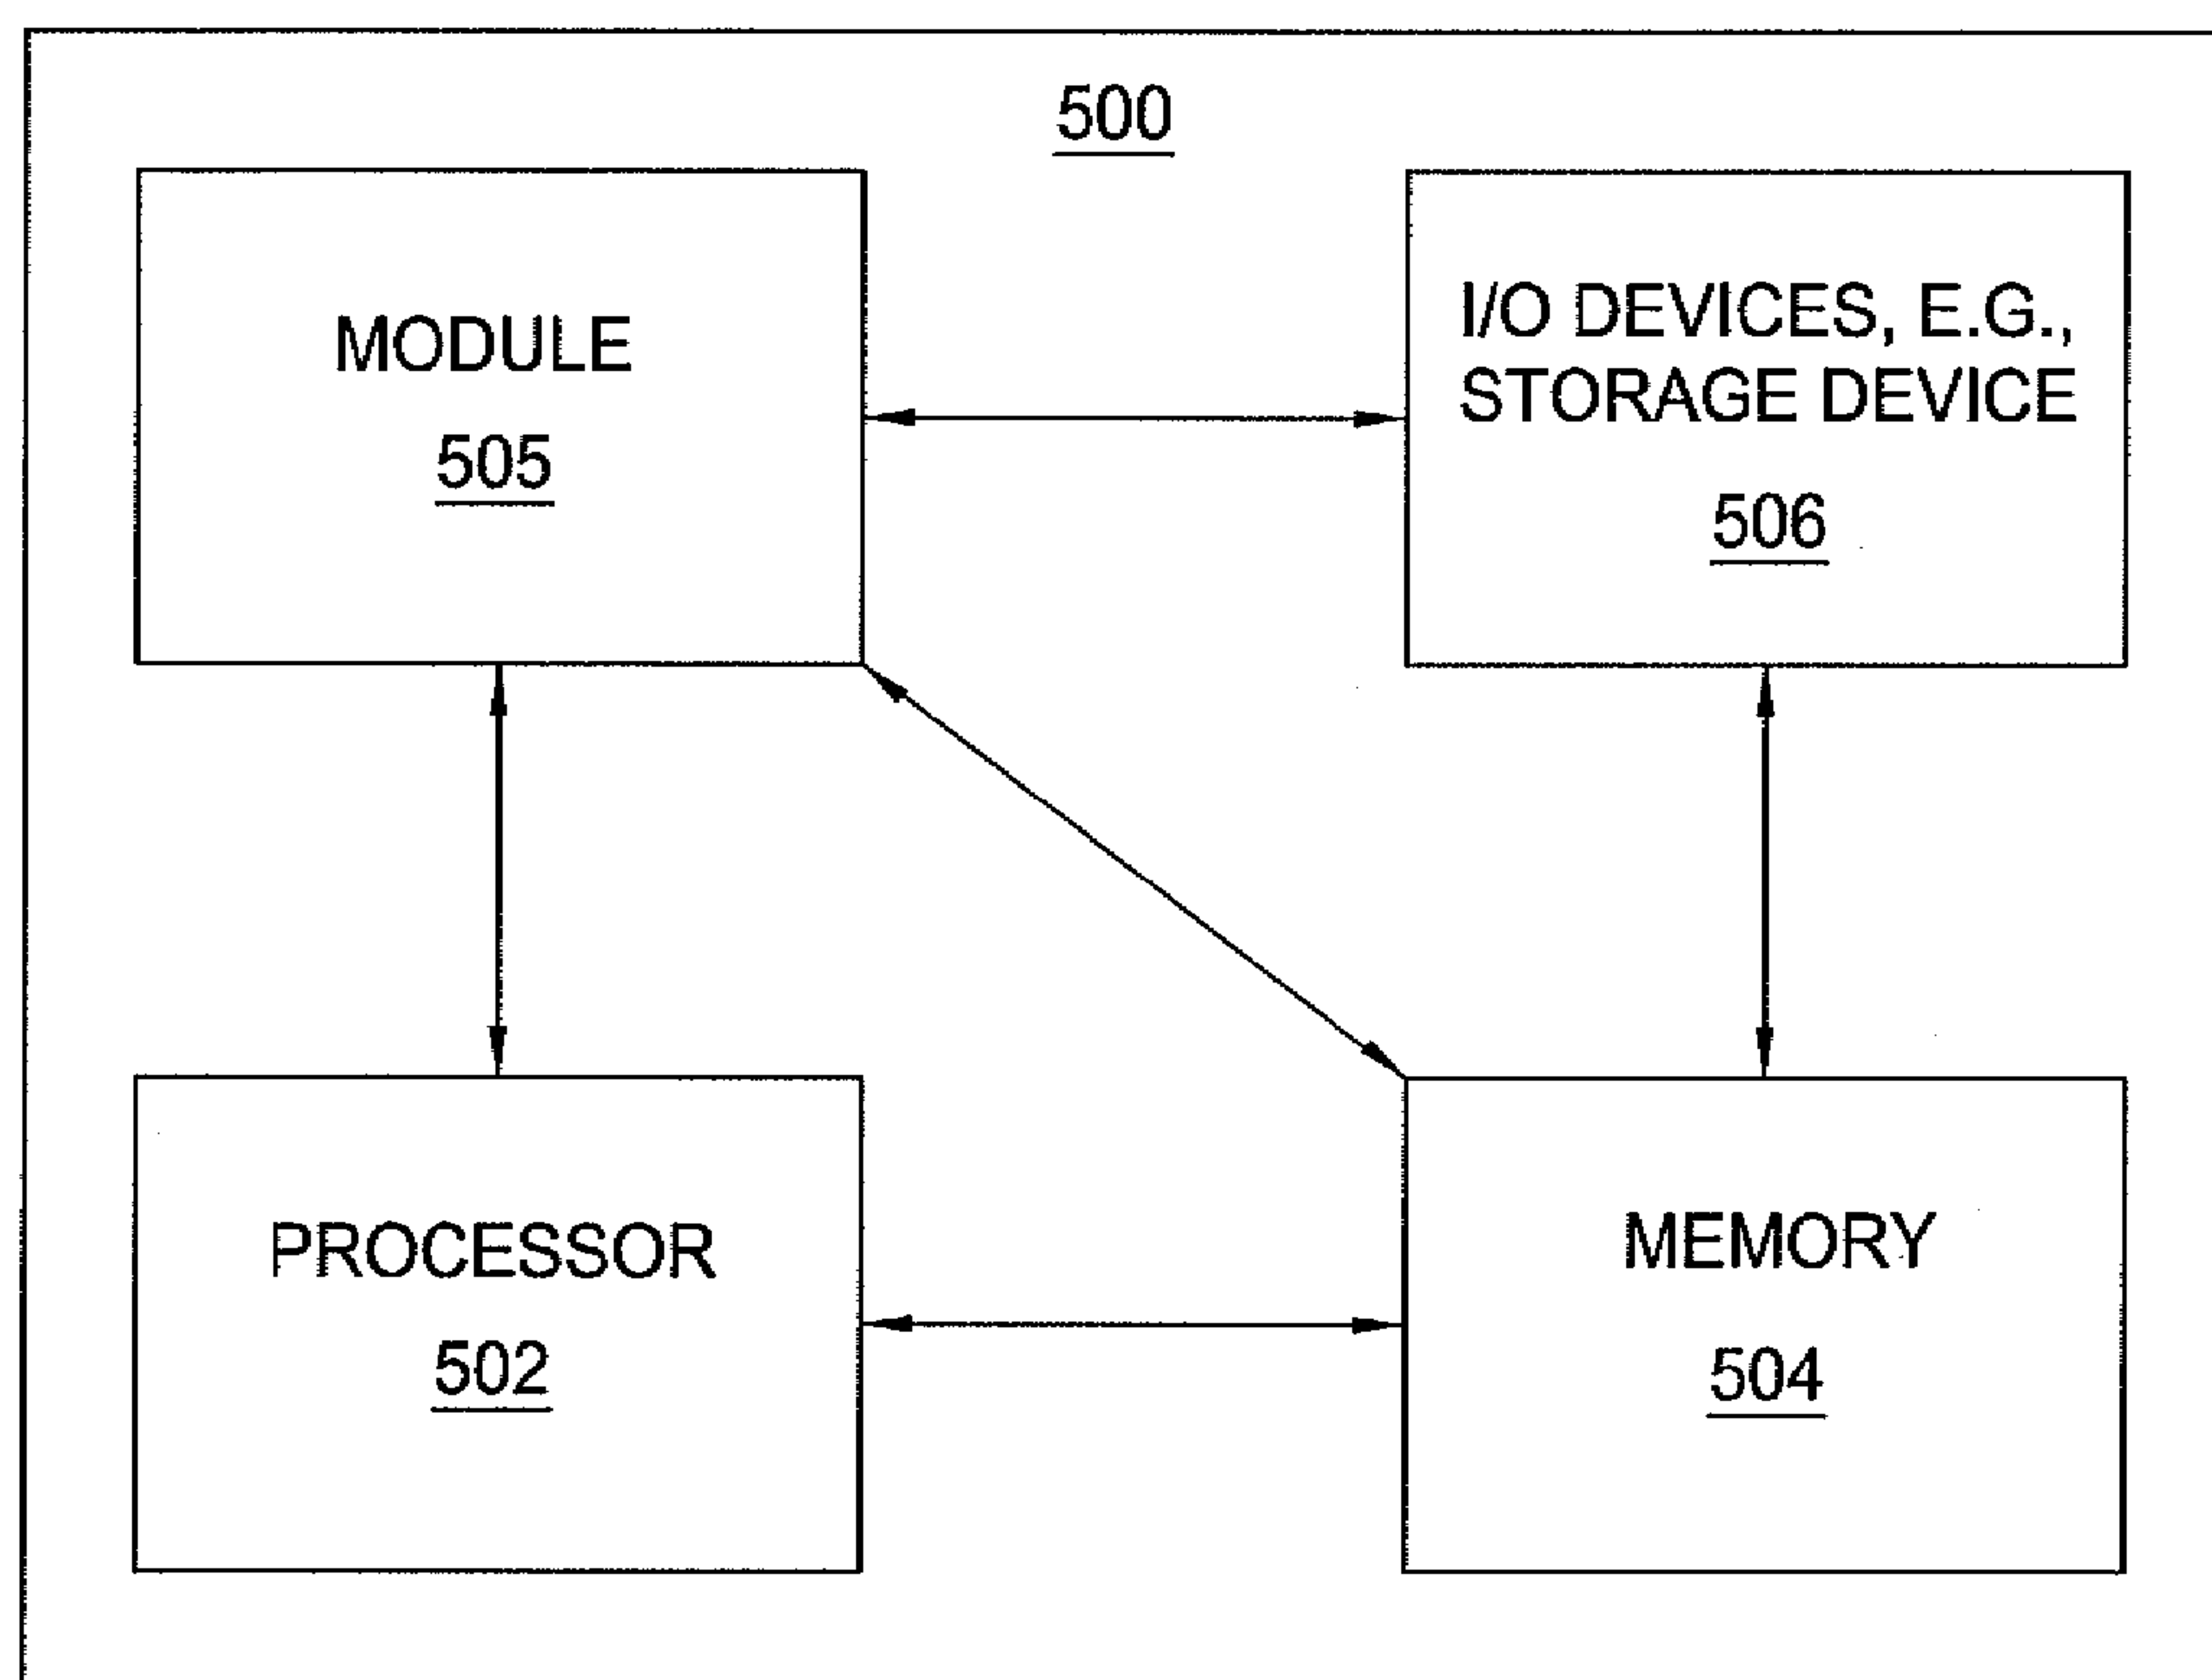 500
MODULE
505
I/O DEVICES, E.G.,
STORAGE DEVICE
506
PROCESSOR
502
MEMORY
504